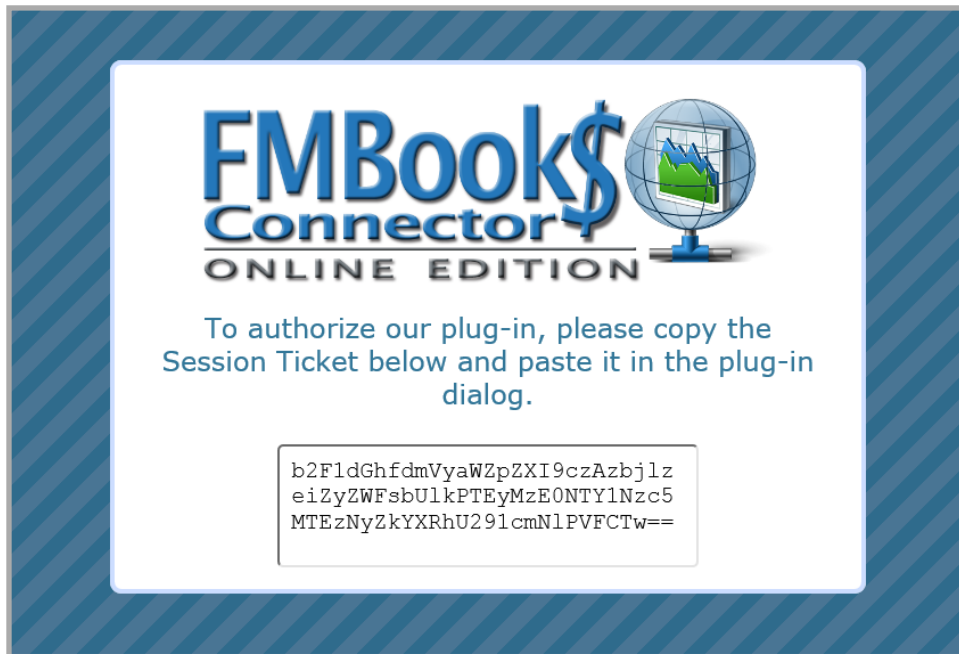 FMBook$
Connector
ONLINE EDITION
To authorize our plug-in, please copy the
Session Ticket below and paste it in the plug-in
dialog.
b2F1dGhfdmVyaWZpZXI9czAzbjlz
eiZyZWFsbUlkPTEyMzE0NTY1Nzc5
MTEzNyZkYXRhU291cmNlPVFCTw==